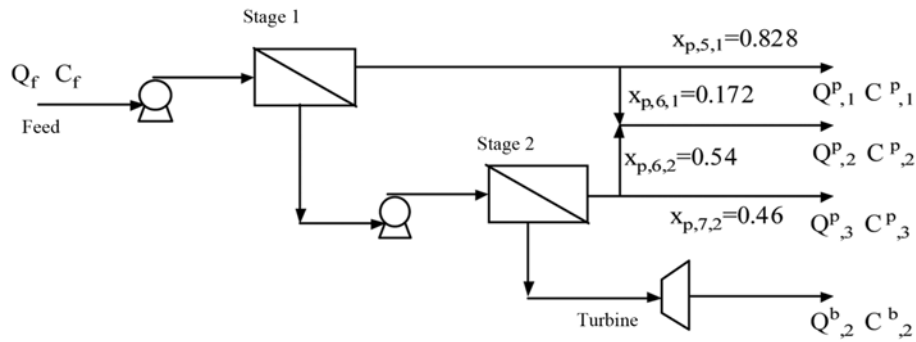 Stage 1
x_{p,5,1}=0.828
Q_f C_f
Feed
x_{p,6,1}=0.172
Q^p_{,1} C^p_{,1}
Stage 2
x_{p,6,2}=0.54
Q^p_{,2} C^p_{,2}
x_{p,7,2}=0.46
Q^p_{,3} C^p_{,3}
Turbine
Q^b_{,2} C^b_{,2}